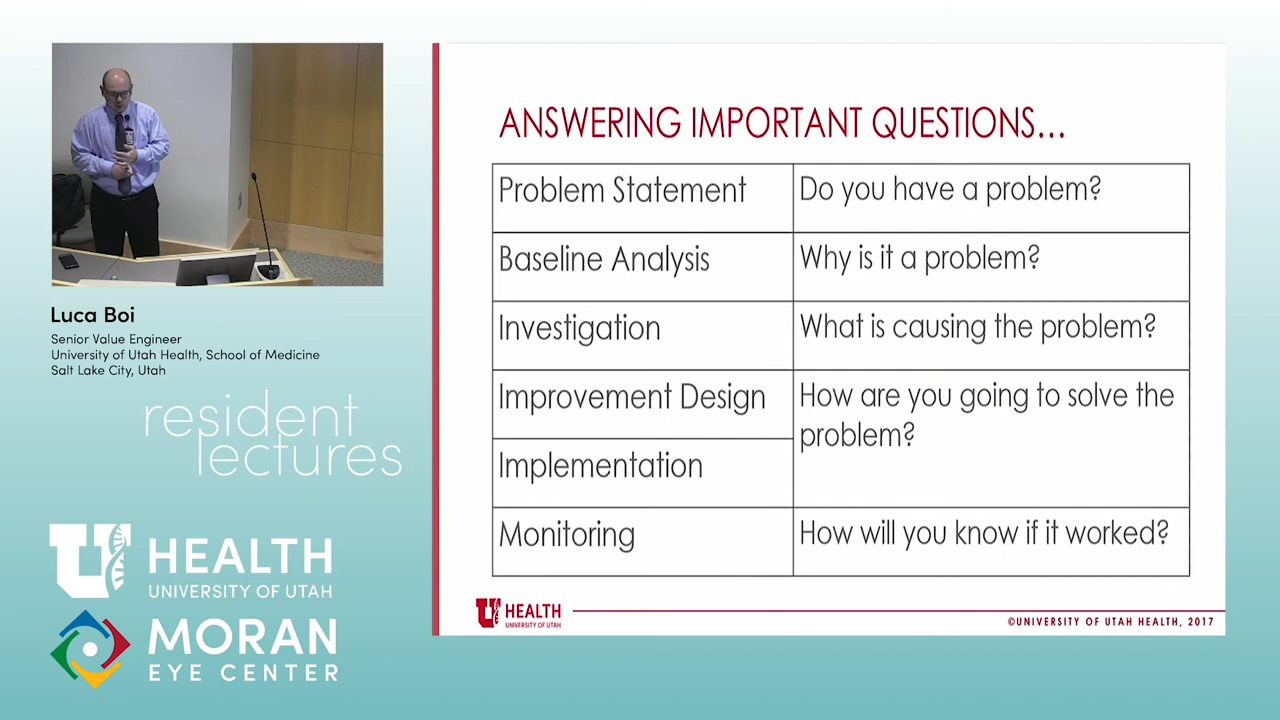 Luca Boi
Senior Value Engineer
University of Utah Health, School of Medicine
Salt Lake City, Utah
resident
lectures
U HEALTH
UNIVERSITY OF UTAH
MORAN
EYE CENTER
ANSWERING IMPORTANT QUESTIONS...
Problem Statement
Do you have a problem?
Baseline Analysis
Why is it a problem?
Investigation
What is causing the problem?
Improvement Design
How are you going to solve the
problem?
Implementation
Monitoring
How will you know if it worked?
U HEALTH
UNIVERSITY OF UTAH
©UNIVERSITY OF UTAH HEALTH, 2017